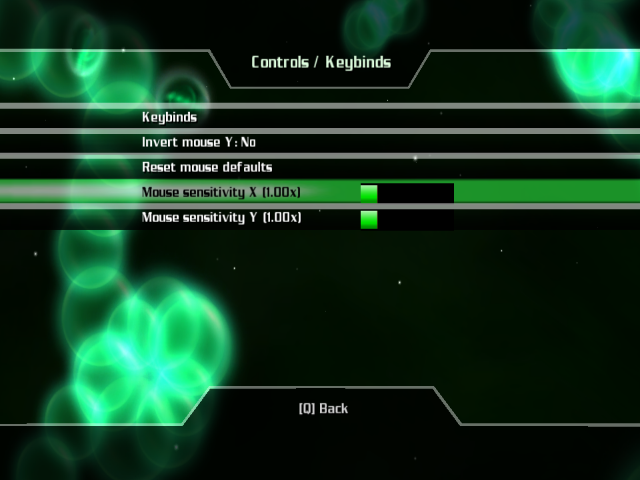 Controls / Keybinds
Keybinds
Invert mouse Y: No
Reset mouse defaults
Mouse sensitivity X (1.00x)
Mouse sensitivity Y (1.00x)
[Q] Back